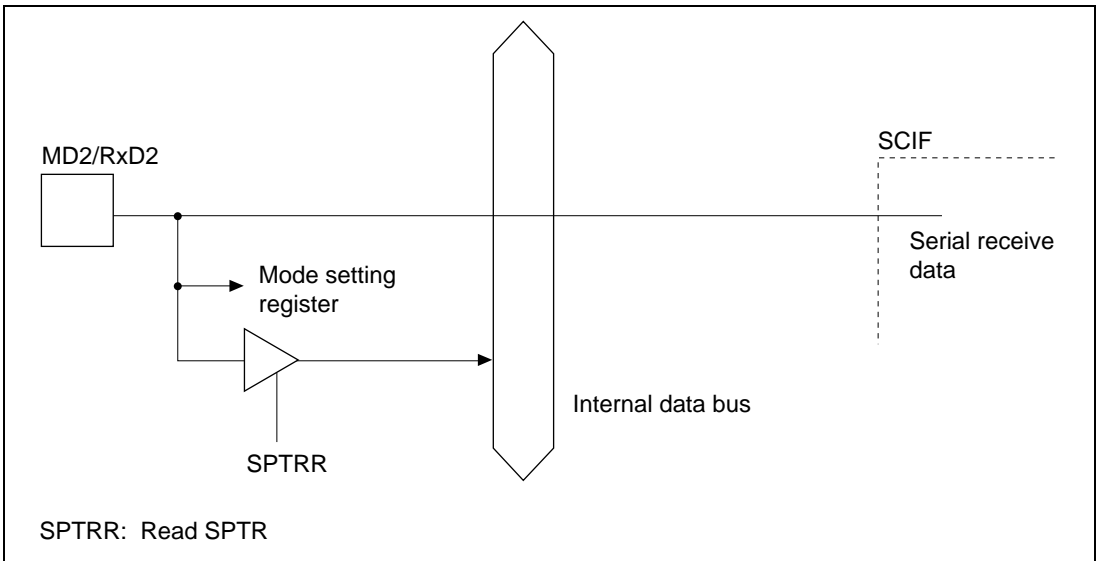 MD2/RxD2
SCIF
Serial receive
data
Mode setting
register
Internal data bus
SPTRR
SPTRR: Read SPTR